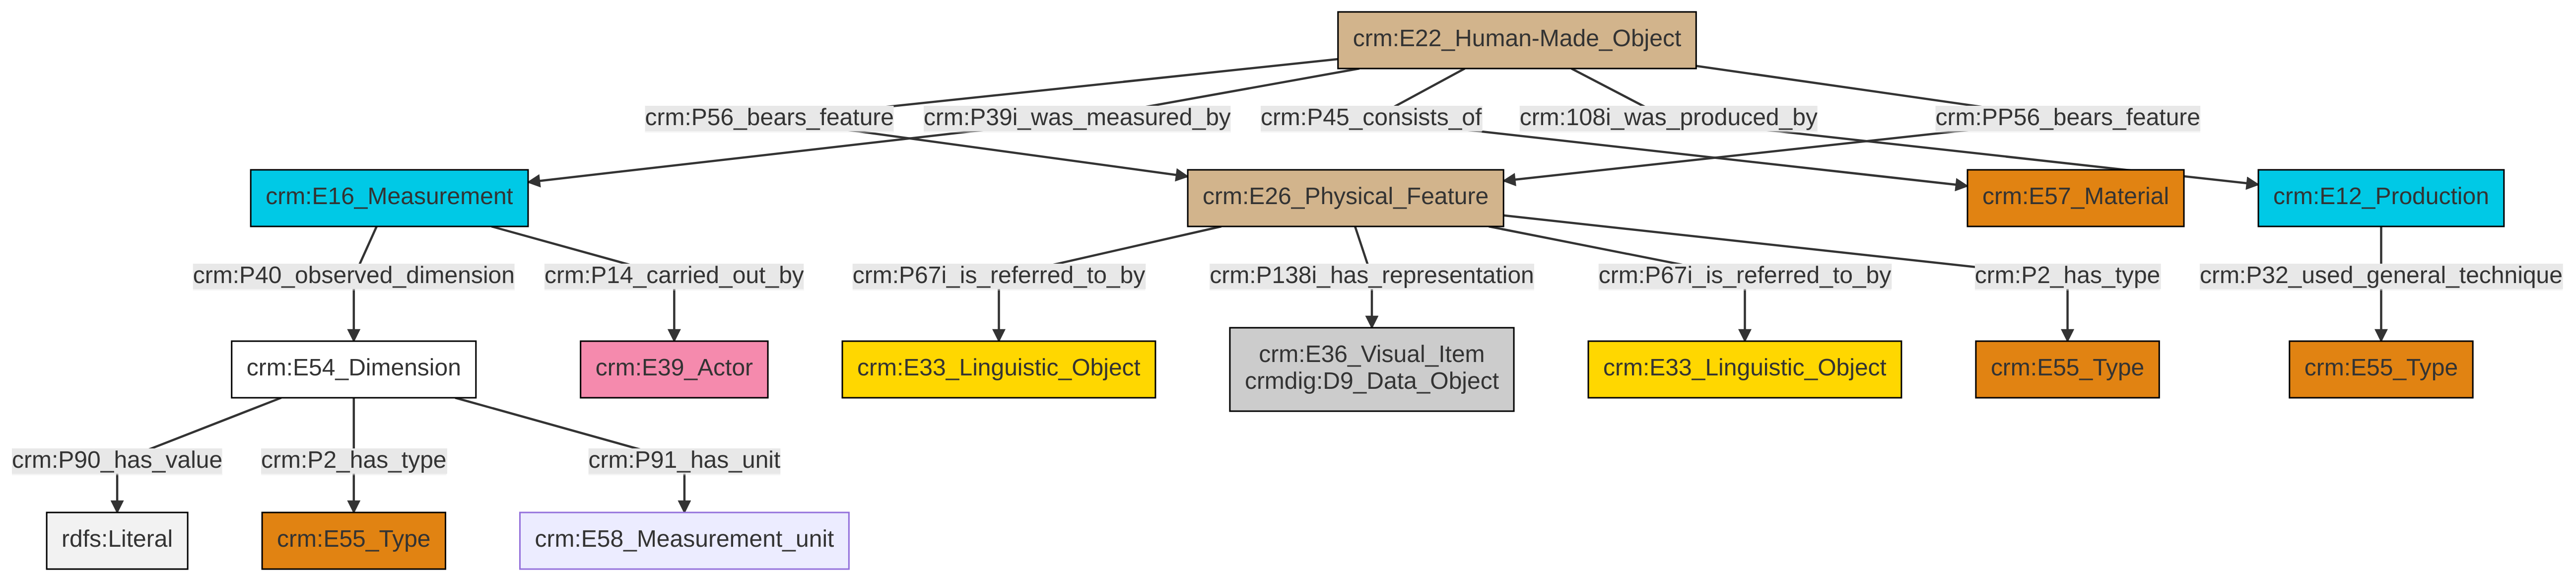 crm:E22_Human-Made_Object
crm:P56_bears_feature
crm:P39i_was_measured_by
crm:P45_consists_of
crm:108i_was_produced_by
crm:PP56_bears_feature
crm:E16_Measurement
crm:E26_Physical_Feature
crm:E57_Material
crm:E12_Production
crm:P40_observed_dimension
crm:P14_carried_out_by
crm:P67i_is_referred_to_by
crm:P138i_has_representation
crm:P67i_is_referred_to_by
crm:P2_has_type
crm:P32_used_general_technique
crm:E54_Dimension
crm:E39_Actor
crm:E33_Linguistic_Object
crm:E36_Visual_Item
crmdig:D9_Data_Object
crm:E33_Linguistic_Object
crm:E55_Type
crm:E55_Type
crm:P90_has_value
crm:P2_has_type
crm:P91_has_unit
rdfs:Literal
crm:E55_Type
crm:E58_Measurement_unit